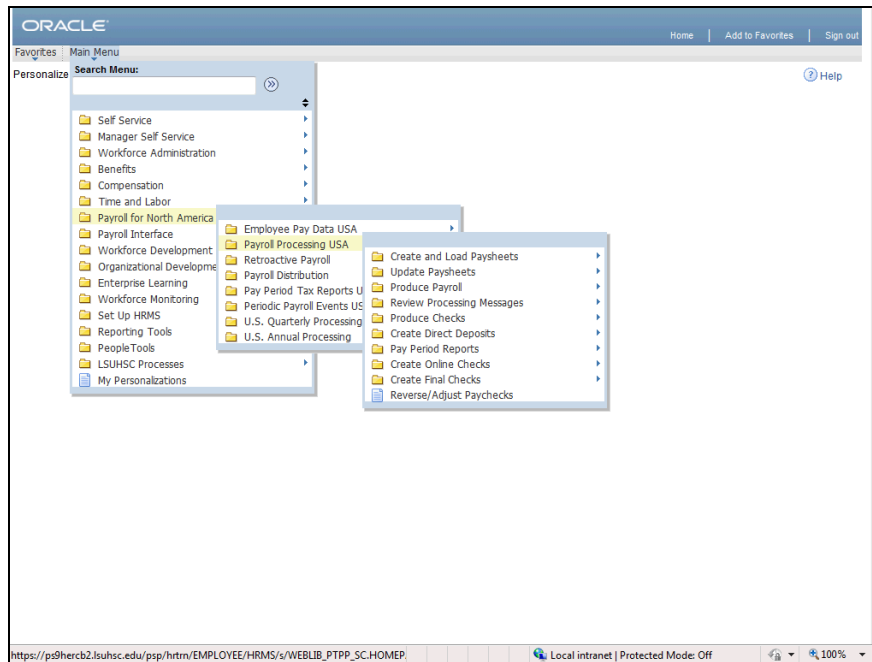 ORACLE
Home | Add to Favorites | Sign out
Favorites Main Menu
Personalize
Search Menu:
Help
Self Service
Manager Self Service
Workforce Administration
Benefits
Compensation
Time and Labor
Payroll for North America
Payroll Interface
Workforce Development
Organizational Developme
Enterprise Learning
Workforce Monitoring
Set Up HRMS
Reporting Tools
PeopleTools
LSUHSC Processes
My Personalizations
Employee Pay Data USA
Payroll Processing USA
Retroactive Payroll
Payroll Distribution
Pay Period Tax Reports U
Periodic Payroll Events US
U.S. Quarterly Processing
U.S. Annual Processing
Create and Load Paysheets
Update Paysheets
Produce Payroll
Review Processing Messages
Produce Checks
Create Direct Deposits
Pay Period Reports
Create Online Checks
Create Final Checks
Reverse/Adjust Paychecks
https://ps9hercb2.lsuhsc.edu/psp/hrtrn/EMPLOYEE/HRMS/s/WEBLIB_PTPP_SC.HOMEP.
Local intranet | Protected Mode: Off
100%